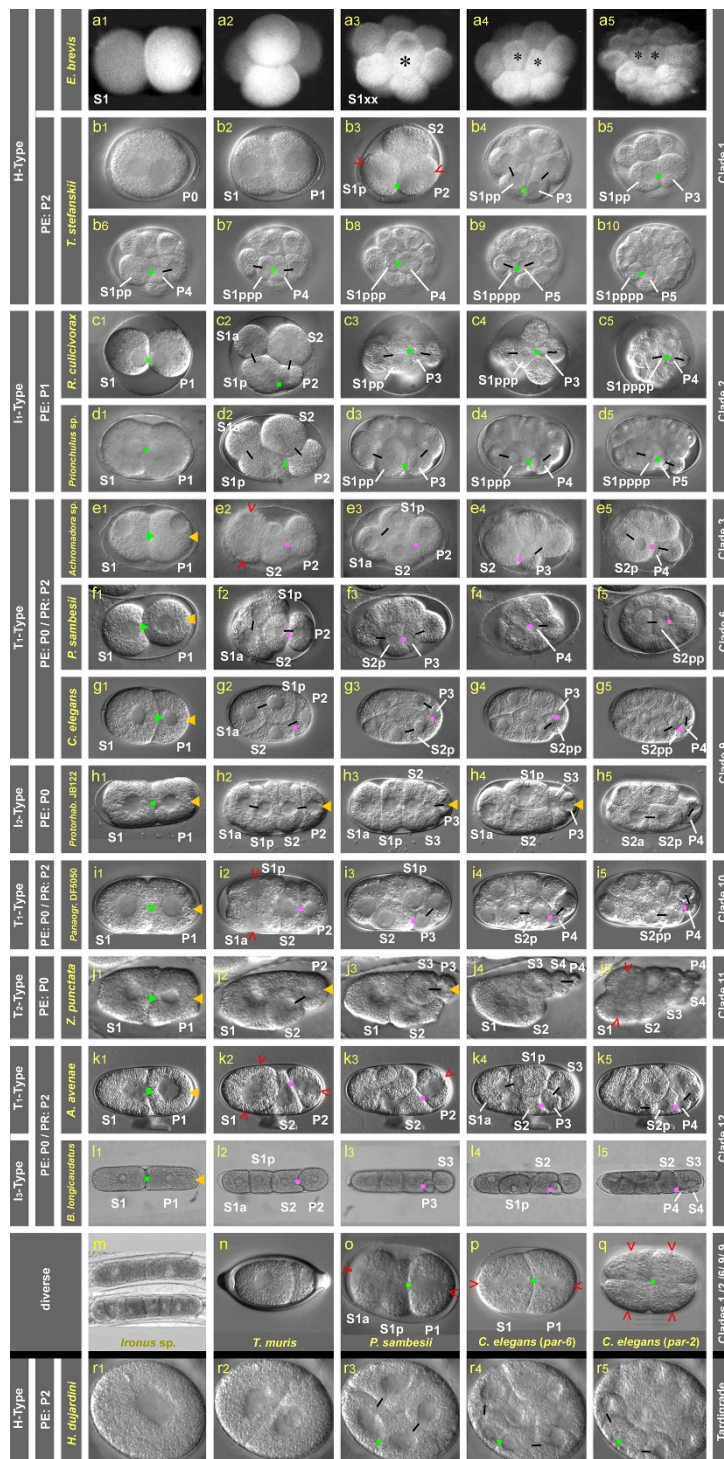 H-Type
PE: P2
E. brevis
a1
S1
a2
a3
*
S1xx
a4
* *
a5
* *
Clade 1
T. stefanskii
b1
P0
b2
S1 P1
b3
S2
S1p P2
b4
S1pp P3
b5
S1pp P3
b6
S1pp P4
b7
S1ppp P4
b8
S1ppp P4
b9
S1pppp P5
b10
S1pppp P5
I1-Type
PE: P1
R. culicivorax
c1
S1 P1
c2
S1a S2
S1p P2
c3
S1pp P3
c4
S1ppp P3
c5
S1pppp P4
Clade 2
Prionchulus sp.
d1
S1 P1
d2
S1a S2
S1p P2
d3
S1pp P3
d4
S1ppp P4
d5
S1pppp P5
T1-Type
PE: P0 / PR: P2
Achromadora sp.
e1
S1 P1
e2
S2 P2
e3
S1p
S1a S2 P2
e4
S2 P3
e5
S2p P4
Clade 3
P. sambesii
f1
S1 P1
f2
S1p
S1a S2 P2
f3
S2p P3
f4
P4
f5
S2pp
Clade 6
C. elegans
g1
S1 P1
g2
S1p P2
S1a S2
g3
P3
S2p
g4
P3
S2pp
g5
S2pp P4
Clade 9
I2-Type
PE: P0
Protorhab. JB122
h1
S1 P1
h2
S1a S1p S2 P2
h3
S2
S1a S1p P3
h4
S1p S3
S1a S2 P3
h5
S2a S2p P4
T1-Type
PE: P0 / PR: P2
Panagr. DF5050
i1
S1 P1
i2
S1p
S1a S2 P2
i3
S1p
S2 P3
i4
S2p P4
i5
S2pp P4
Clade 10
T2-Type
PE: P0
Z. punctata
j1
S1 P1
j2
P2
S1 S2
j3
S3 P3
S1 S2
j4
S3 S4 P4
S1 S2
j5
P4
S4
S3
S1 S2
Clade 11
T1-Type
PE: P0 / PR: P2
A. avenae
k1
S1 P1
k2
S1 S2 P2
k3
S2 P2
k4
S1p S3
S1a S2 P3
k5
S2p P4
Clade 12
I3-Type
B. longicaudatus
l1
S1 P1
l2
S1p
S1a S2 P2
l3
S3
P3
l4
S2
S1p
l5
S2 S3
P4 S4
diverse
m
Ironus sp.
n
T. muris
o
S1a S1p P1
P. sambesii
p
S1 P1
C. elegans (par-6)
q
C. elegans (par-2)
Clades 1 /2 /6/ 9 /9
H-Type
PE: P2
H. dujardini
r1
r2
r3
r4
r5
Tardigrade